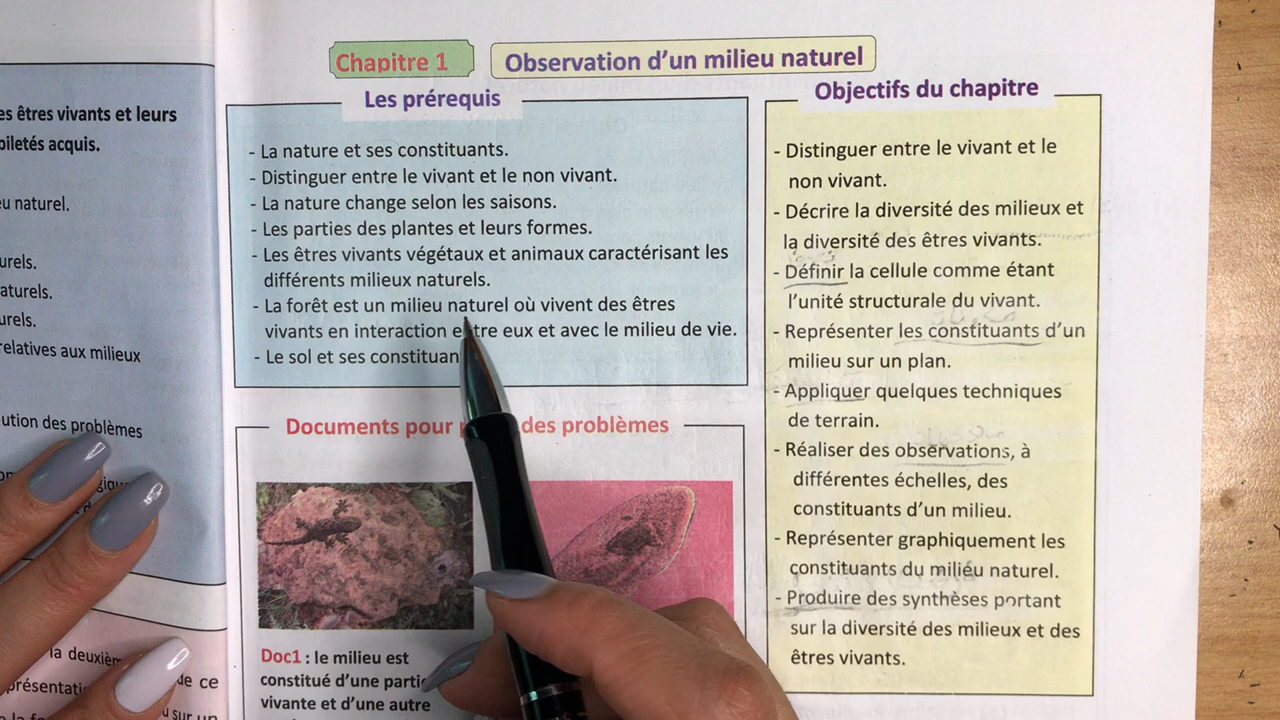 es êtres vivants et leurs
biletés acquis.
eu naturel.
urels.
aturels.
urels.
relatives aux milieux
ution des problèmes
la deuxièm
de ce
présentati
sur un
Chapitre 1
Observation d'un milieu naturel
Les prérequis
- La nature et ses constituants.
- Distinguer entre le vivant et le non vivant.
- La nature change selon les saisons.
- Les parties des plantes et leurs formes.
- Les êtres vivants végétaux et animaux caractérisant les
différents milieux naturels.
- La forêt est un milieu naturel où vivent des êtres
vivants en interaction entre eux et avec le milieu de vie.
- Le sol et ses constituan
Documents pour des problèmes
Doc1 : le milieu est
constitué d'une partie
vivante et d'une autre
Objectifs du chapitre
- Distinguer entre le vivant et le
non vivant.
- Décrire la diversité des milieux et
la diversité des êtres vivants.
- Définir la cellule comme étant
l'unité structurale du vivant.
- Représenter les constituants d'un
milieu sur un plan.
- Appliquer quelques techniques
de terrain.
- Réaliser des observations, à
différentes échelles, des
constituants d'un milieu.
- Représenter graphiquement les
constituants du milieu naturel.
- Produire des synthèses portant
sur la diversité des milieux et des
êtres vivants.